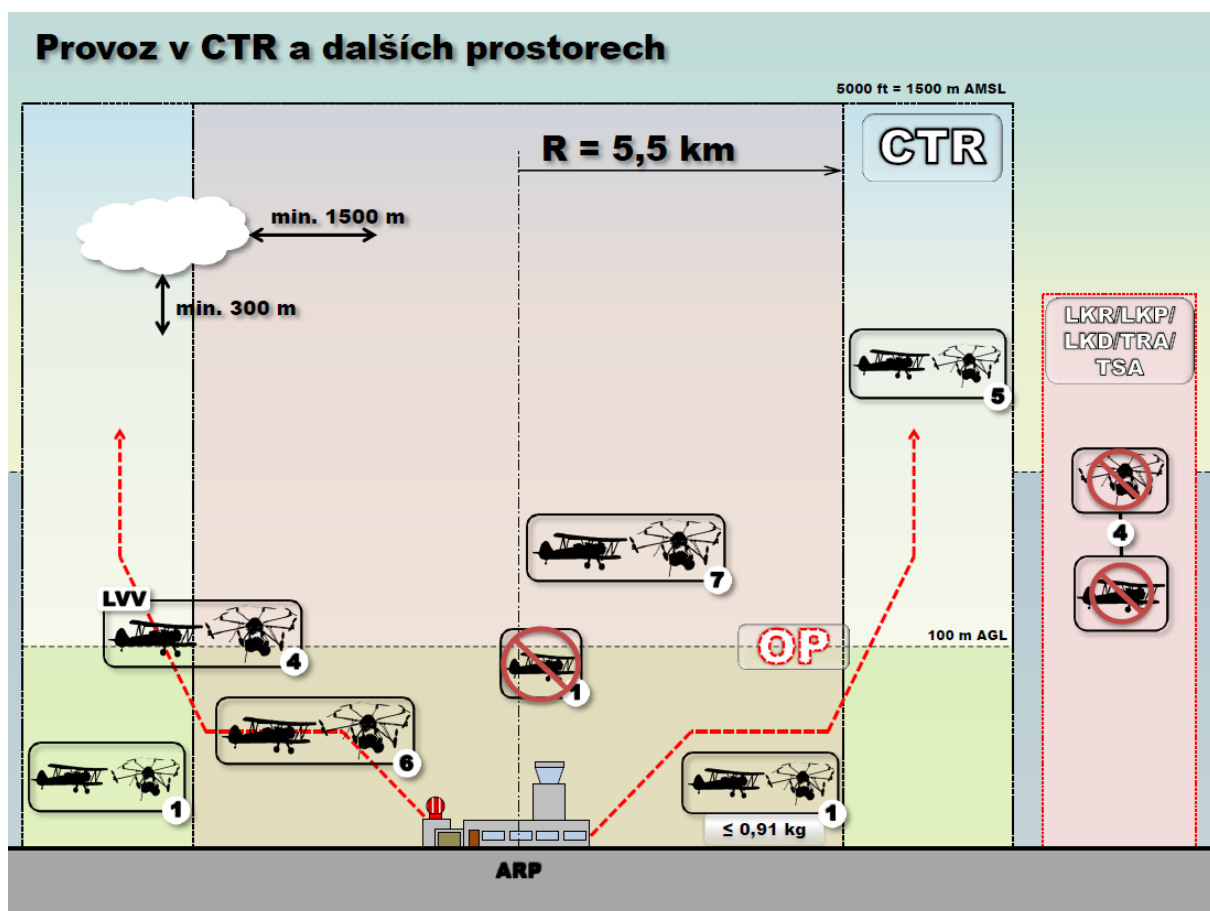 Provoz v CTR a dalších prostorech
5000 ft = 1500 m AMSL
R = 5,5 km
CTR
min. 1500 m
min. 300 m
LKR/LKP/
LKD/TRA/
TSA
5
4
7
LVV
4
OP
100 m AGL
1
6
1
1
≤ 0,91 kg
ARP